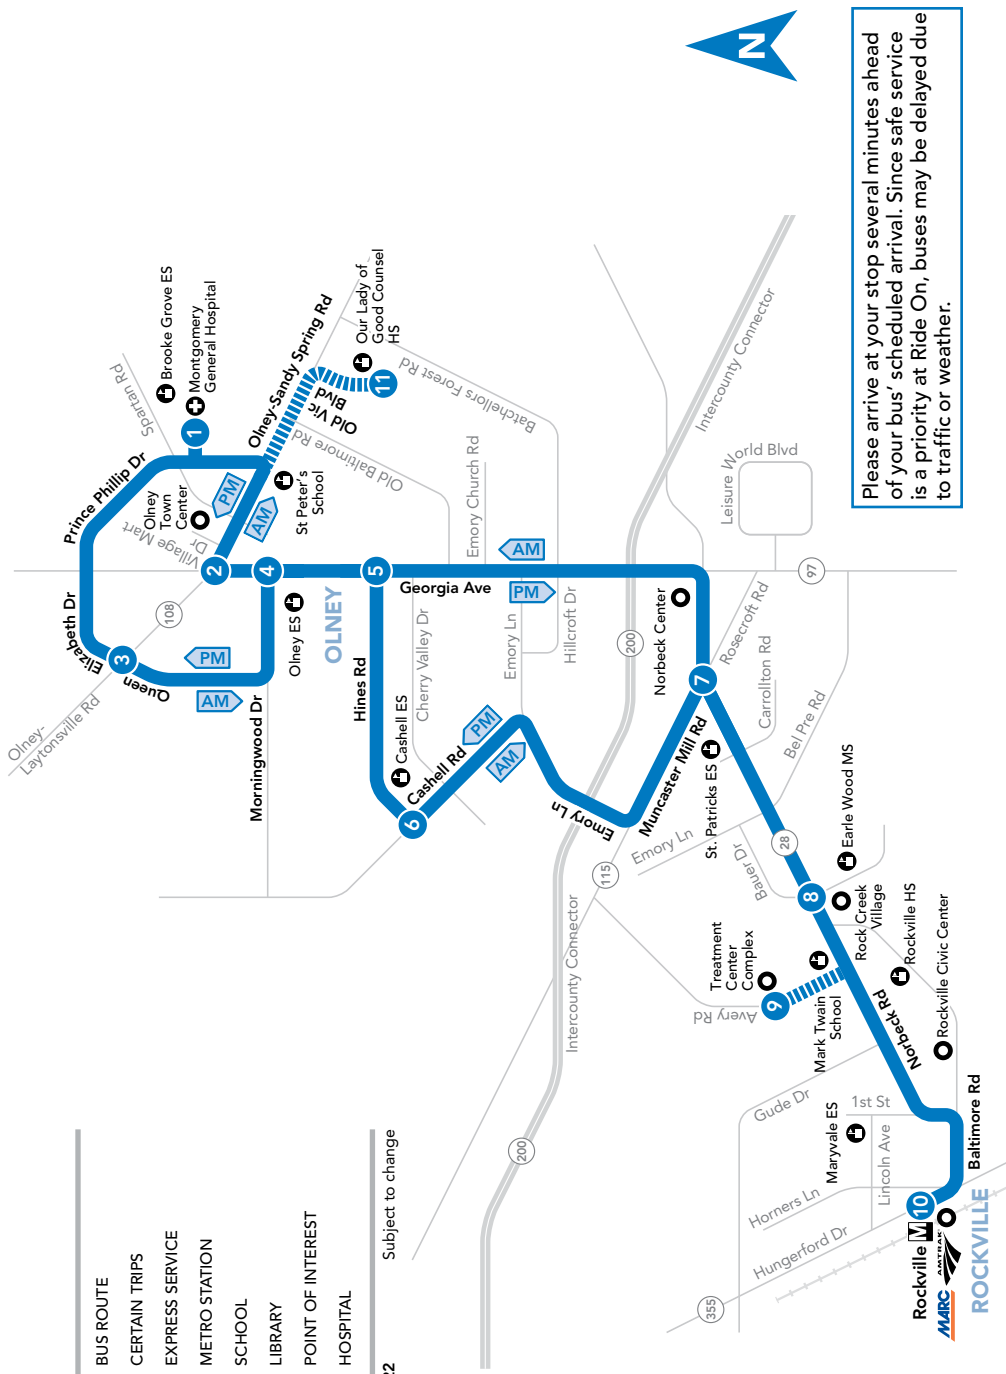 BUS ROUTE
CERTAIN TRIPS
EXPRESS SERVICE
METRO STATION
SCHOOL
LIBRARY
POINT OF INTEREST
HOSPITAL
22
Subject to change
N
Please arrive at your stop several minutes ahead
of your bus' scheduled arrival. Since safe service
is a priority at Ride On, buses may be delayed due
to traffic or weather.
Brooke Grove ES
Montgomery
General Hospital
Spartan Rd
1
Prince Phillip Dr
Olney
Town
Center
Village Mart
Dr
PM
AM
2
Olney-Sandy Spring Rd
Old Vic
Blvd
Our Lady of
Good Counsel
HS
11
Batchellors Forest Rd
Old Baltimore Rd
St Peter's
School
Queen
Elizabeth Dr
3
108
Olney-
Laytonsville Rd
PM
AM
Morningwood Dr
4
Olney ES
OLNEY
5
Georgia Ave
Hines Rd
Cherry Valley Dr
Emory Church Rd
AM
PM
Emory Ln
Hillcroft Dr
Cashell ES
6
Cashell Rd
PM
AM
Emory Ln
Muncaster Mill Rd
200
Intercounty Connector
Leisure World Blvd
97
Norbeck Center
7
Rosecroft Rd
Carrollton Rd
Bel Pre Rd
St. Patricks ES
Emory Ln
115
Bauer Dr
28
Earle Wood MS
8
Rock Creek
Village
Rockville HS
Rockville Civic Center
Treatment
Center
Complex
9
Avery Rd
Mark Twain
School
Norbeck Rd
Intercounty Connector
200
Gude Dr
1st St
Maryvale ES
Lincoln Ave
Baltimore Rd
Horners Ln
Hungerford Dr
355
10
Rockville M
MARC
AMTRAK
ROCKVILLE